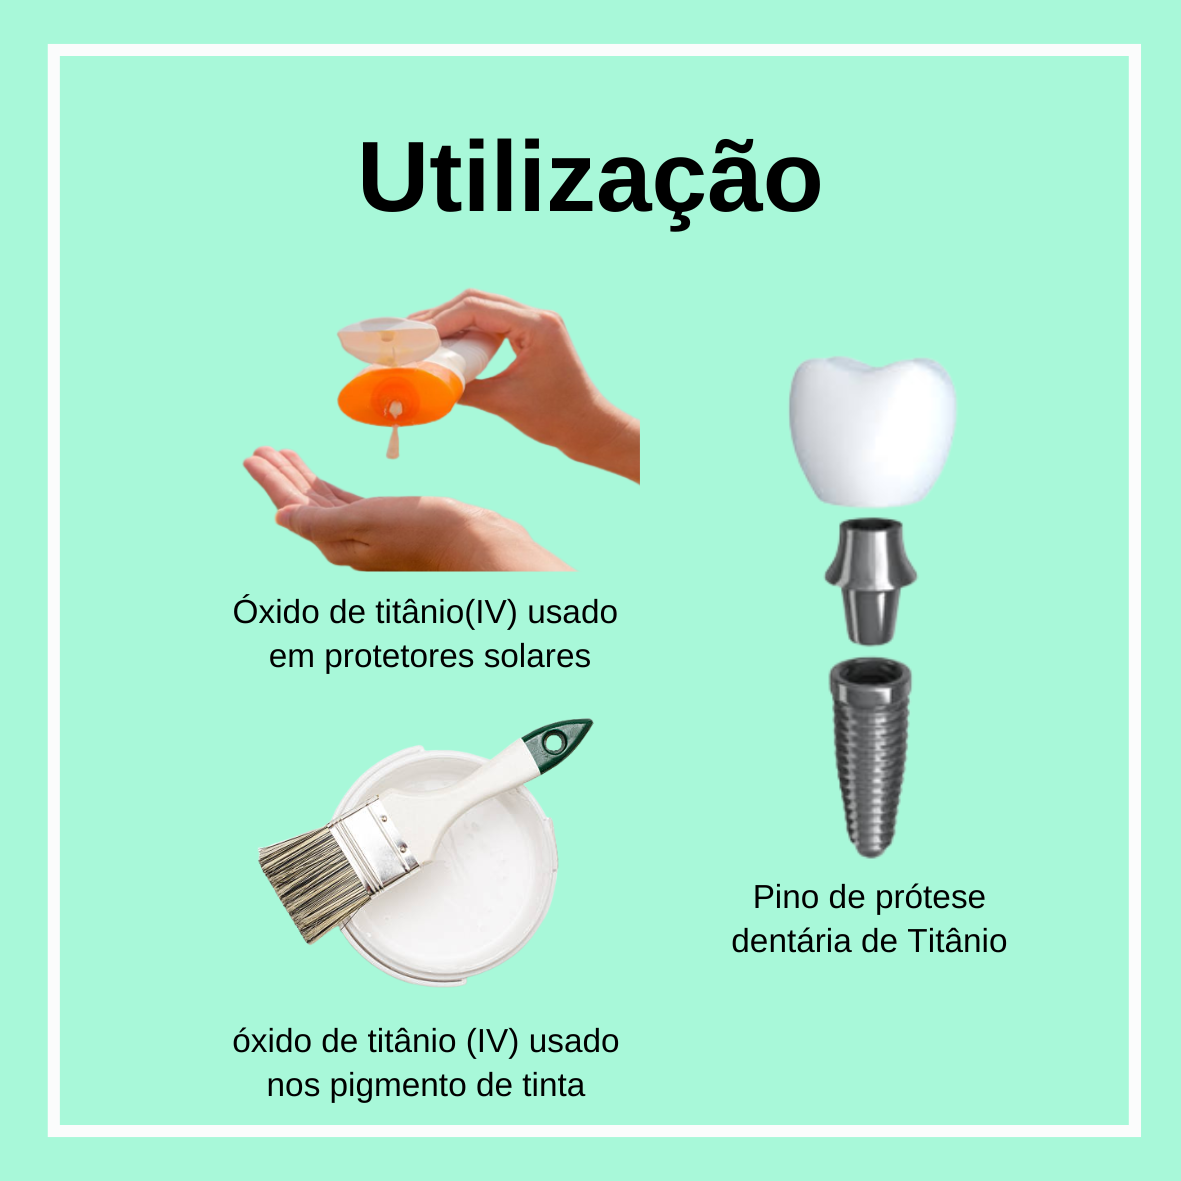 Utilização
Óxido de titânio(IV) usado
em protetores solares
óxido de titânio (IV) usado
nos pigmento de tinta
Pino de prótese
dentária de Titânio